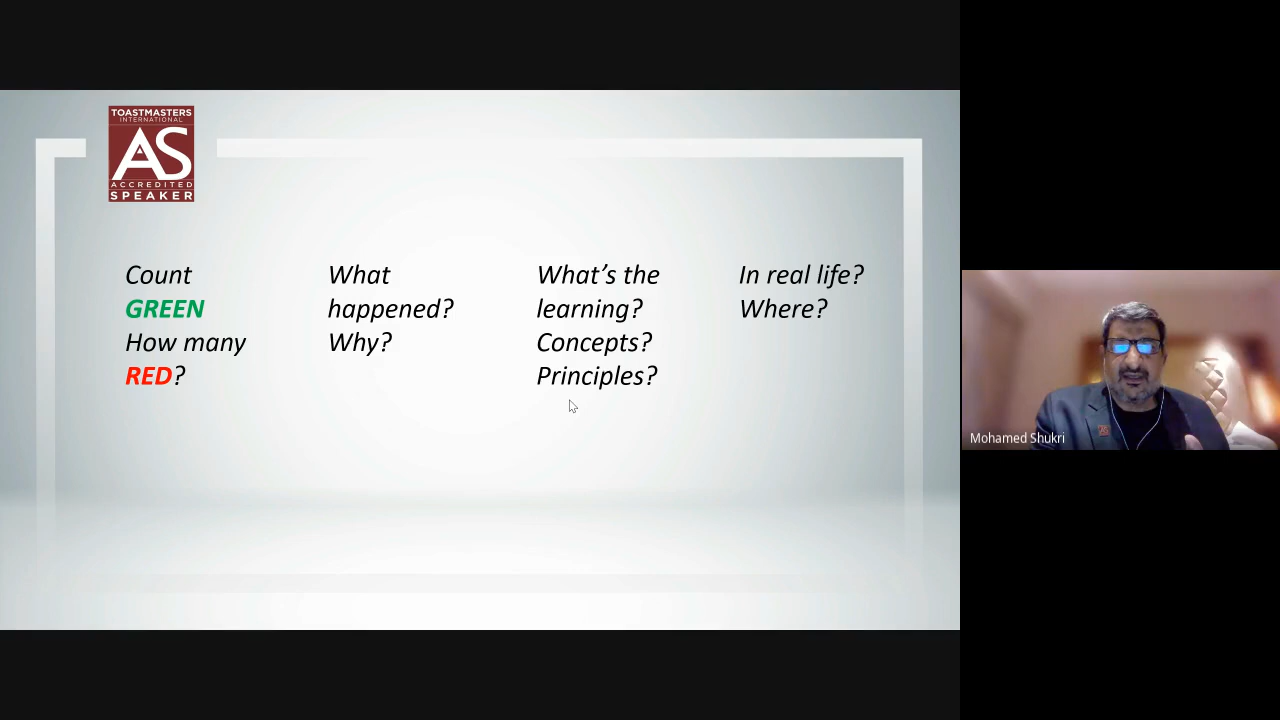 TOASTMASTERS
INTERNATIONAL
AS
ACCREDITED
SPEAKER
Count
GREEN
How many
RED?
What
happened?
Why?
What's the
learning?
Concepts?
Principles?
In real life?
Where?
Mohamed Shukri